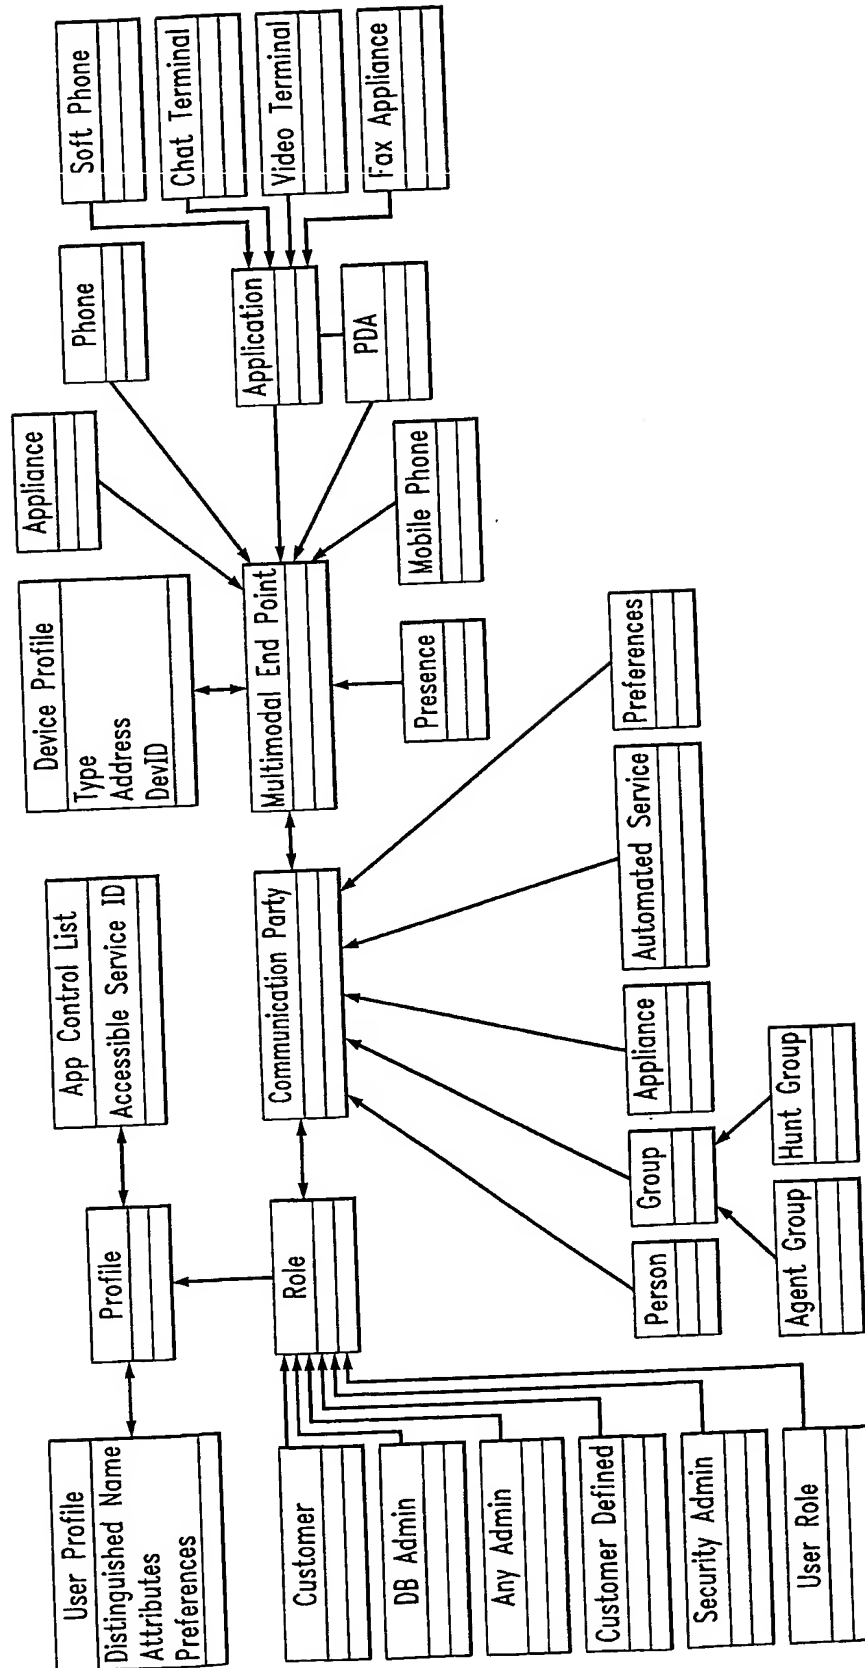 User Profile
Distinguished Name
Attributes
Preferences
Profile
App Control List
Accessible Service ID
Device Profile
Type
Address
DevID
Appliance
Phone
Soft Phone
Chat Terminal
Video Terminal
Fax Appliance
Application
PDA
Mobile Phone
Multimodal End Point
Presence
Communication Party
Role
Customer
DB Admin
Any Admin
Customer Defined
Security Admin
User Role
Person
Group
Appliance
Automated Service
Preferences
Agent Group
Hunt Group